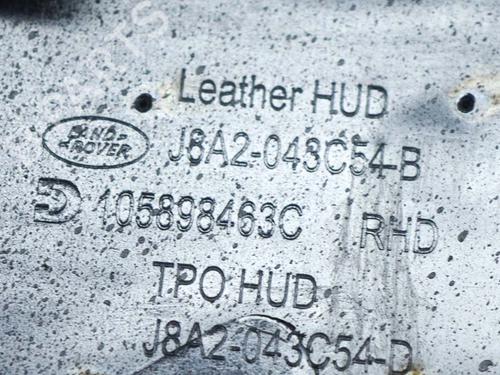 Leather HUD
LAND ROVER J8A2-043C54-B
105898463C RHD
TPO HUD
J8A2-043C54-D